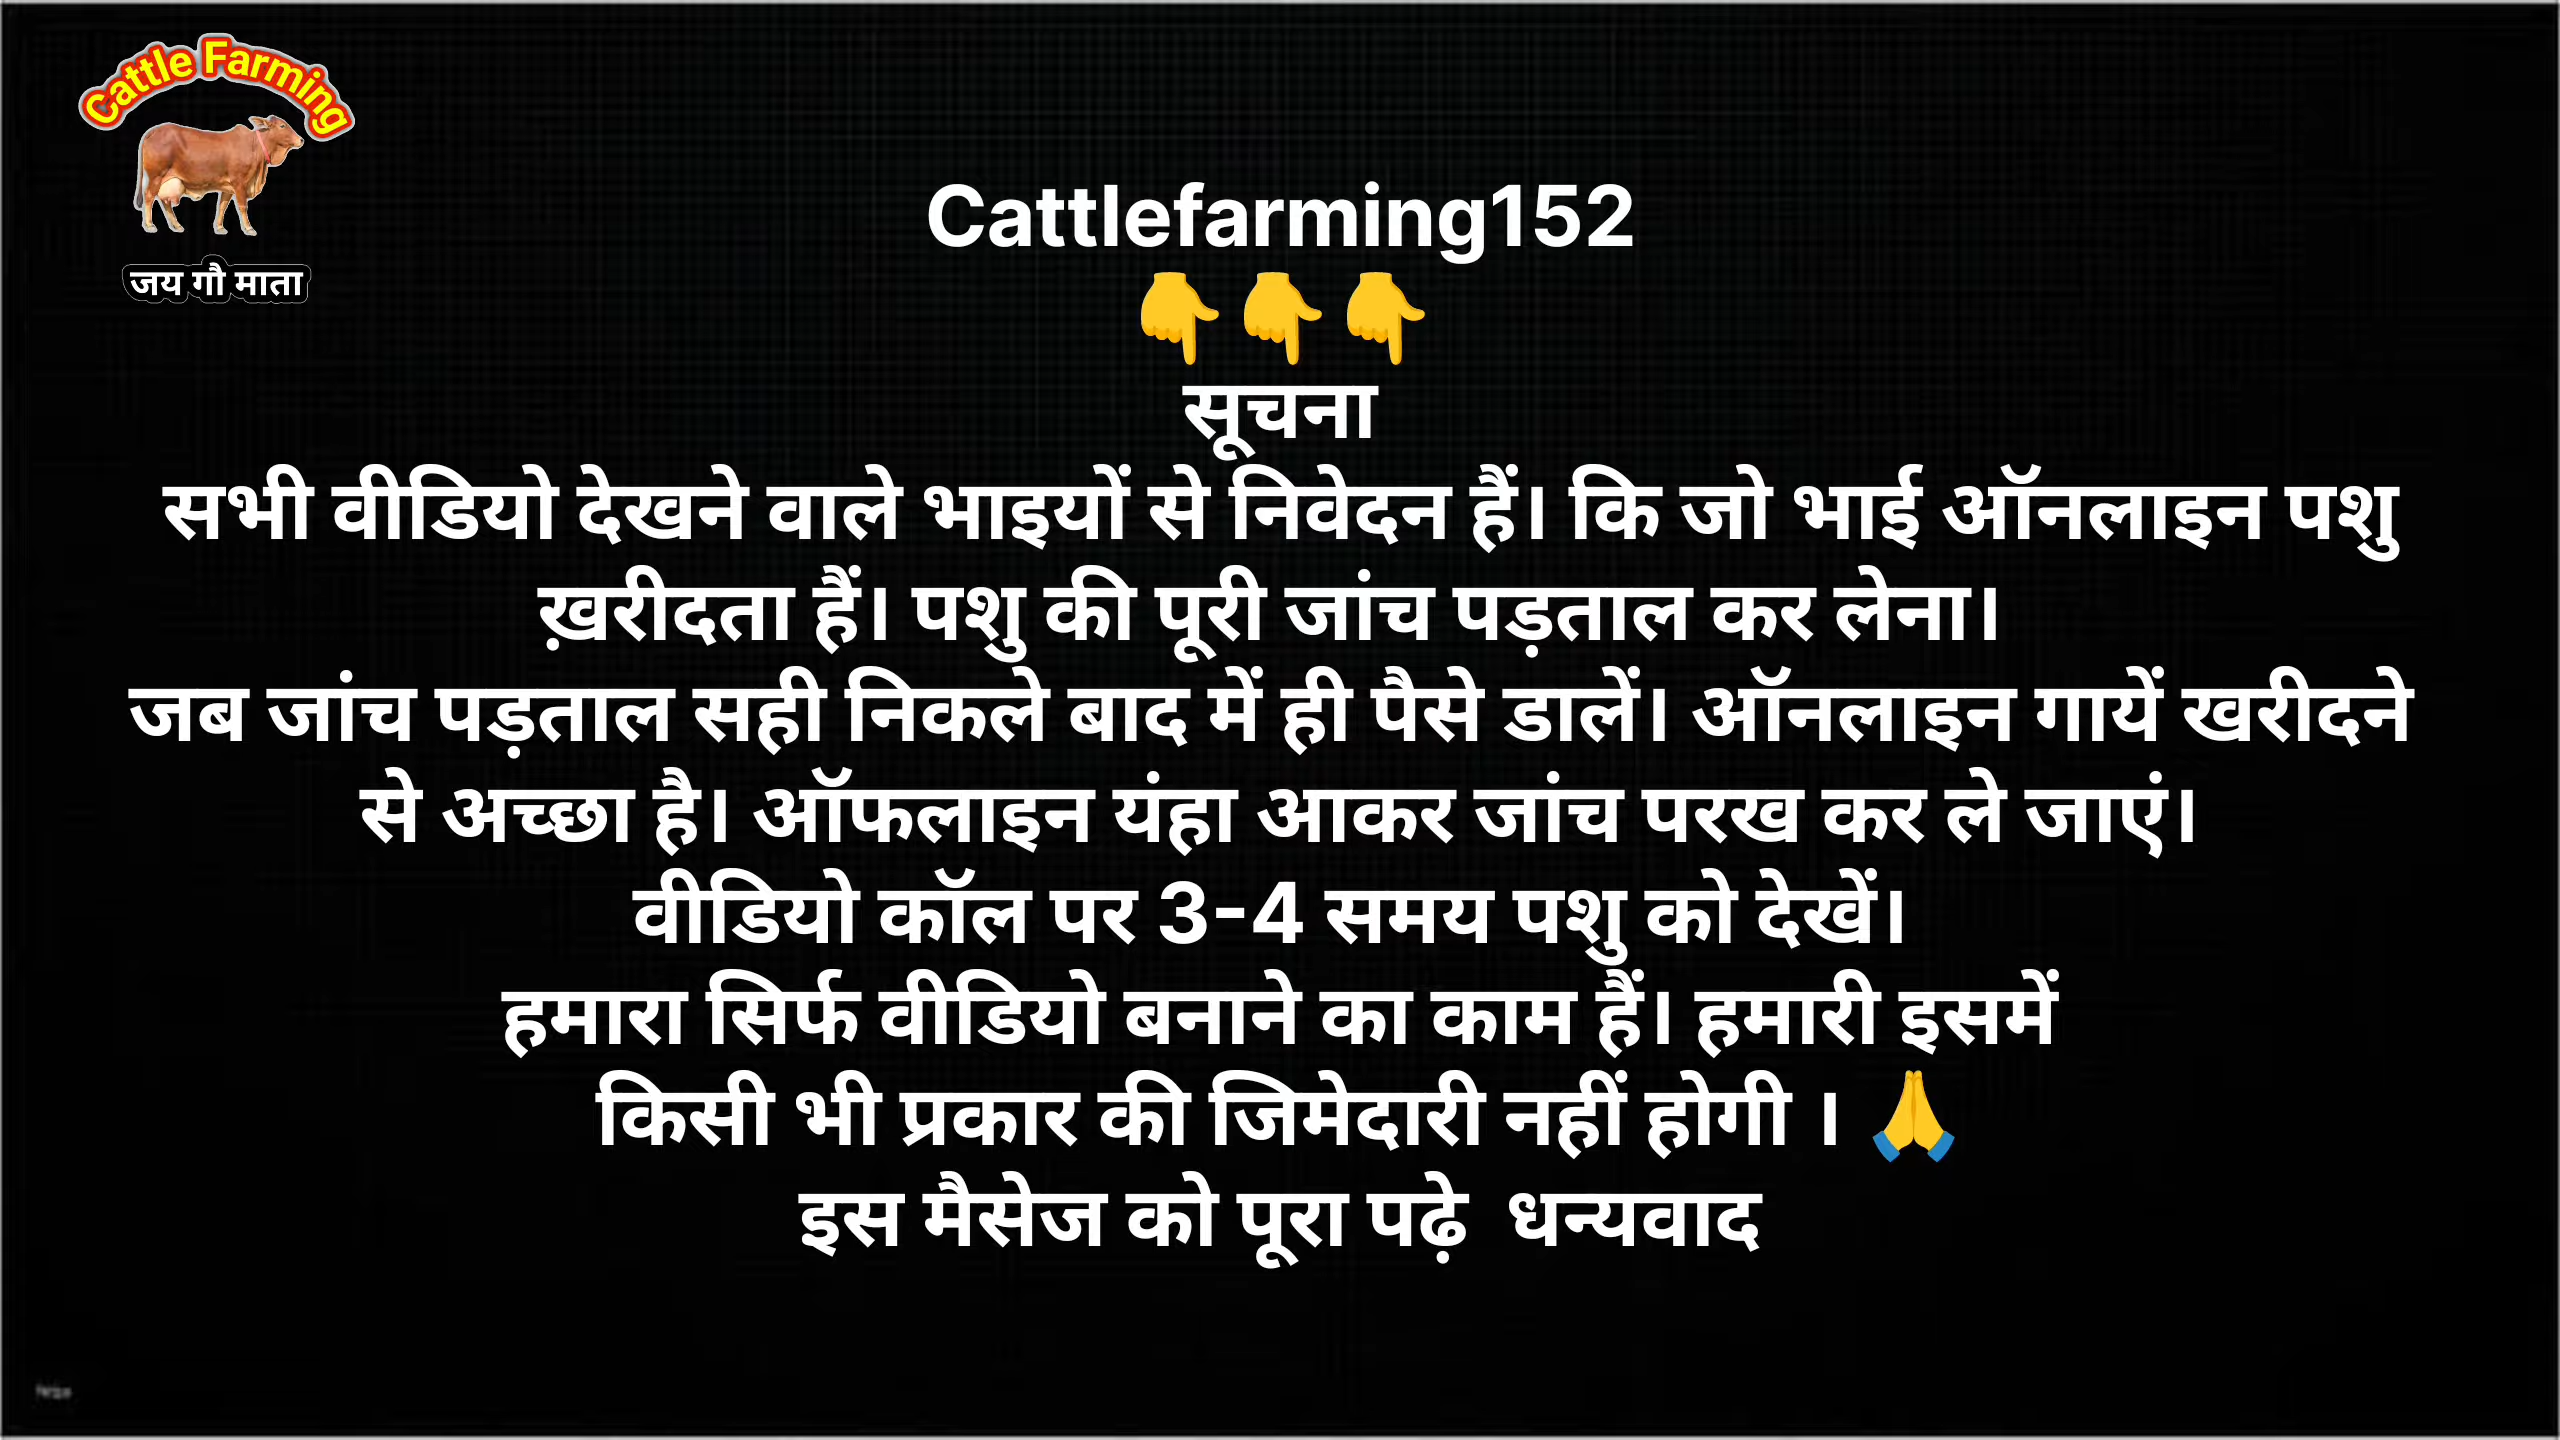 Cattle Farming
जय गौ माता
Cattlefarming152
👇👇👇
सूचना
सभी वीडियो देखने वाले भाइयों से निवेदन हैं। कि जो भाई ऑनलाइन पशु
ख़रीदता हैं। पशु की पूरी जांच पड़ताल कर लेना।
जब जांच पड़ताल सही निकले बाद में ही पैसे डालें। ऑनलाइन गायें खरीदने
से अच्छा है। ऑफलाइन यंहा आकर जांच परख कर ले जाएं।
वीडियो कॉल पर 3-4 समय पशु को देखें।
हमारा सिर्फ वीडियो बनाने का काम हैं। हमारी इसमें
किसी भी प्रकार की जिमेदारी नहीं होगी । 🙏
इस मैसेज को पूरा पढ़े धन्यवाद